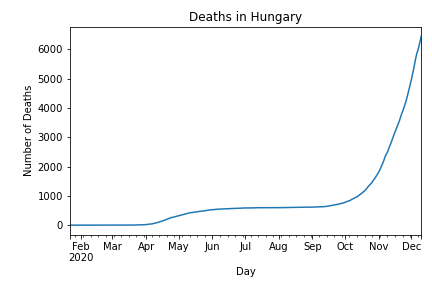 Deaths in Hungary
Number of Deaths
6000
5000
4000
3000
2000
1000
0
Feb Mar Apr May Jun Jul Aug Sep Oct Nov Dec
2020
Day